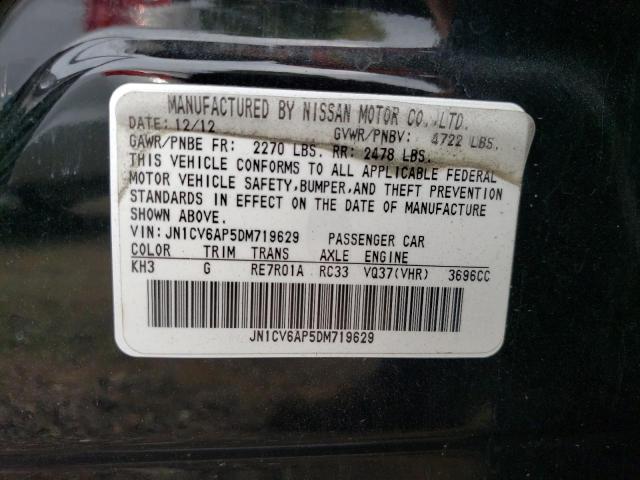 MANUFACTURED BY NISSAN MOTOR CO., LTD.
DATE: 12/12 GVWR/PNBV: 4722 LBS.
GAWR/PNBE FR: 2270 LBS. RR: 2478 LBS.
THIS VEHICLE CONFORMS TO ALL APPLICABLE FEDERAL
MOTOR VEHICLE SAFETY, BUMPER, AND THEFT PREVENTION
STANDARDS IN EFFECT ON THE DATE OF MANUFACTURE
SHOWN ABOVE.
VIN: JN1CV6AP5DM719629 PASSENGER CAR
COLOR TRIM TRANS AXLE ENGINE
KH3 G RE7R01A RC33 VQ37(VHR) 3696CC
JN1CV6AP5DM719629